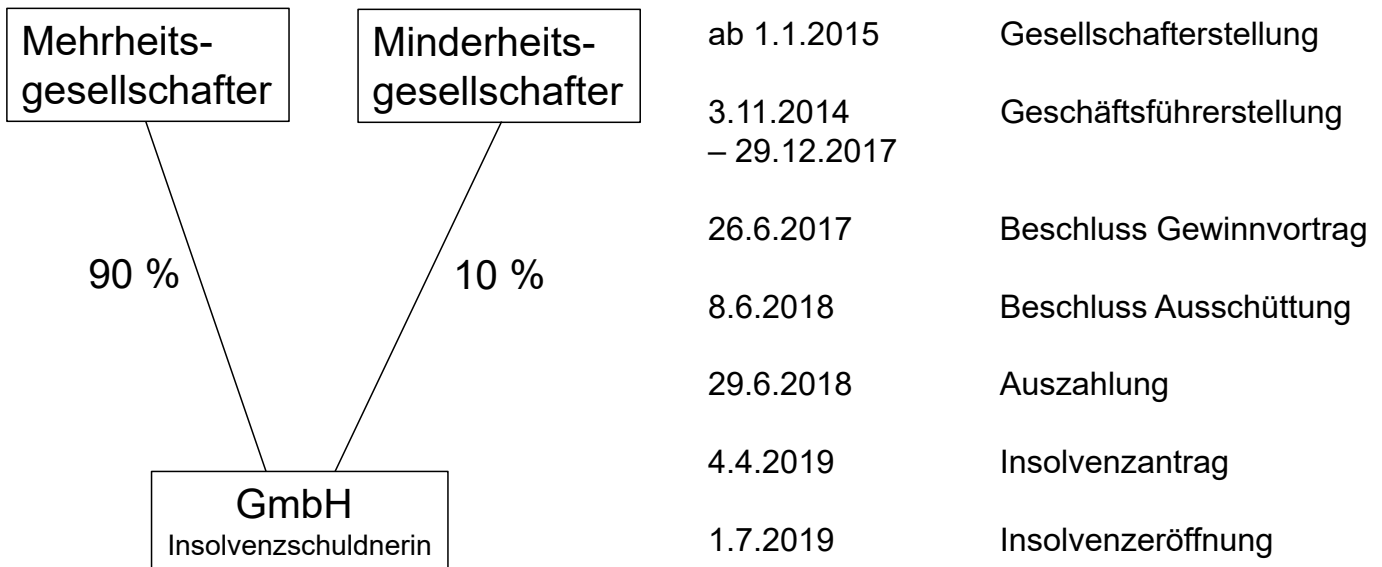 Mehrheits-
gesellschafter
Minderheits-
gesellschafter
90 %
10 %
GmbH
Insolvenzschuldnerin
ab 1.1.2015 Gesellschafterstellung
3.11.2014 Geschäftsführerstellung
– 29.12.2017
26.6.2017 Beschluss Gewinnvortrag
8.6.2018 Beschluss Ausschüttung
29.6.2018 Auszahlung
4.4.2019 Insolvenzantrag
1.7.2019 Insolvenzeröffnung